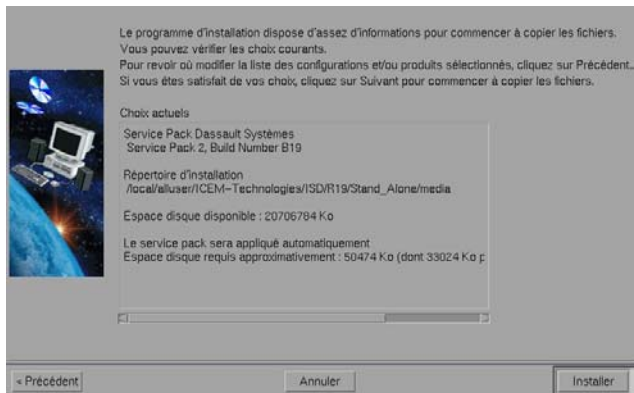 Le programme d'installation dispose d'assez d'informations pour commencer à copier les fichiers.
Vous pouvez vérifier les choix courants.
Pour revoir où modifier la liste des configurations et/ou produits sélectionnés, cliquez sur Précédent..
Si vous êtes satisfait de vos choix, cliquez sur Suivant pour commencer à copier les fichiers.
Choix actuels
Service Pack Dassault Systèmes
Service Pack 2, Build Number B19
Répertoire d'installation
/local/alluser/ICEM-Technologies/ISD/R19/Stand_Alone/media
Espace disque disponible : 20706784 Ko
Le service pack sera appliqué automatiquement
Espace disque requis approximativement : 50474 Ko (dont 33024 Ko p
< Précédent
Annuler
Installer